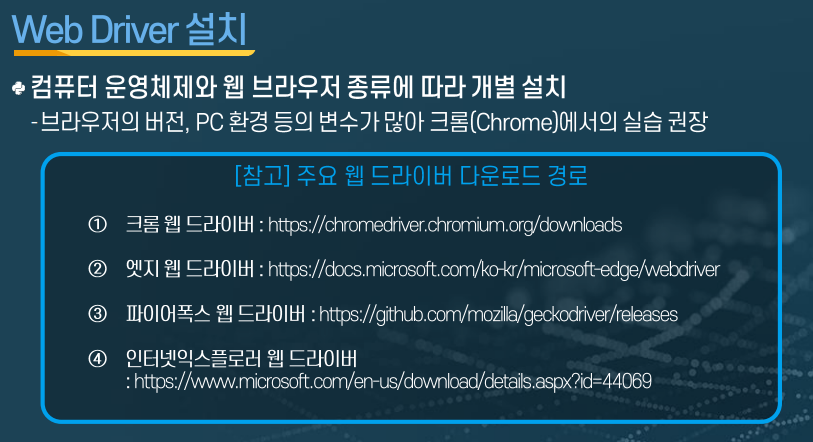 Web Driver 설치
컴퓨터 운영체제와 웹 브라우저 종류에 따라 개별 설치
- 브라우저의 버전, PC 환경 등의 변수가 많아 크롬(Chrome)에서의 실습 권장
[참고] 주요 웹 드라이버 다운로드 경로
① 크롬 웹 드라이버 : https://chromedriver.chromium.org/downloads
② 엣지 웹 드라이버 : https://docs.microsoft.com/ko-kr/microsoft-edge/webdriver
③ 파이어폭스 웹 드라이버 : https://github.com/mozilla/geckodriver/releases
④ 인터넷익스플로러 웹 드라이버
: https://www.microsoft.com/en-us/download/details.aspx?id=44069